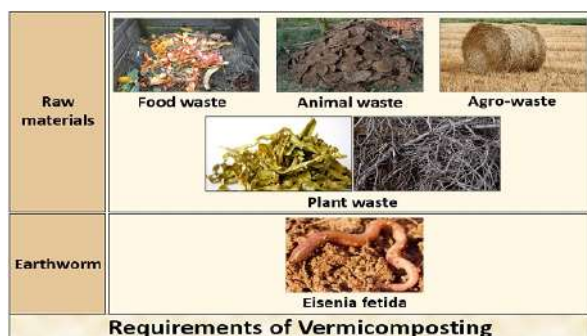 Raw
materials
Food waste
Animal waste
Agro-waste
Plant waste
Earthworm
Eisenia fetida
Requirements of Vermicomposting